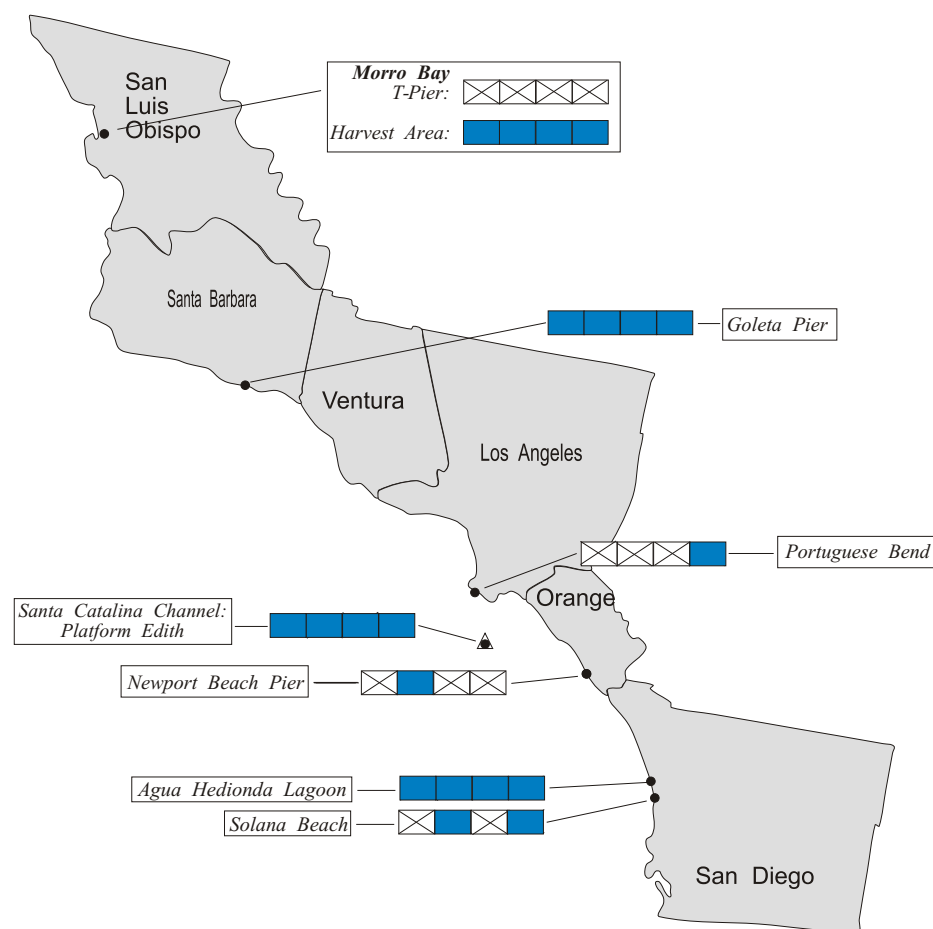 San
Luis
Obispo
Morro Bay
T-Pier:
Harvest Area:
Santa Barbara
Goleta Pier
Ventura
Los Angeles
Portuguese Bend
Orange
Santa Catalina Channel:
Platform Edith
Newport Beach Pier
Agua Hedionda Lagoon
Solana Beach
San Diego